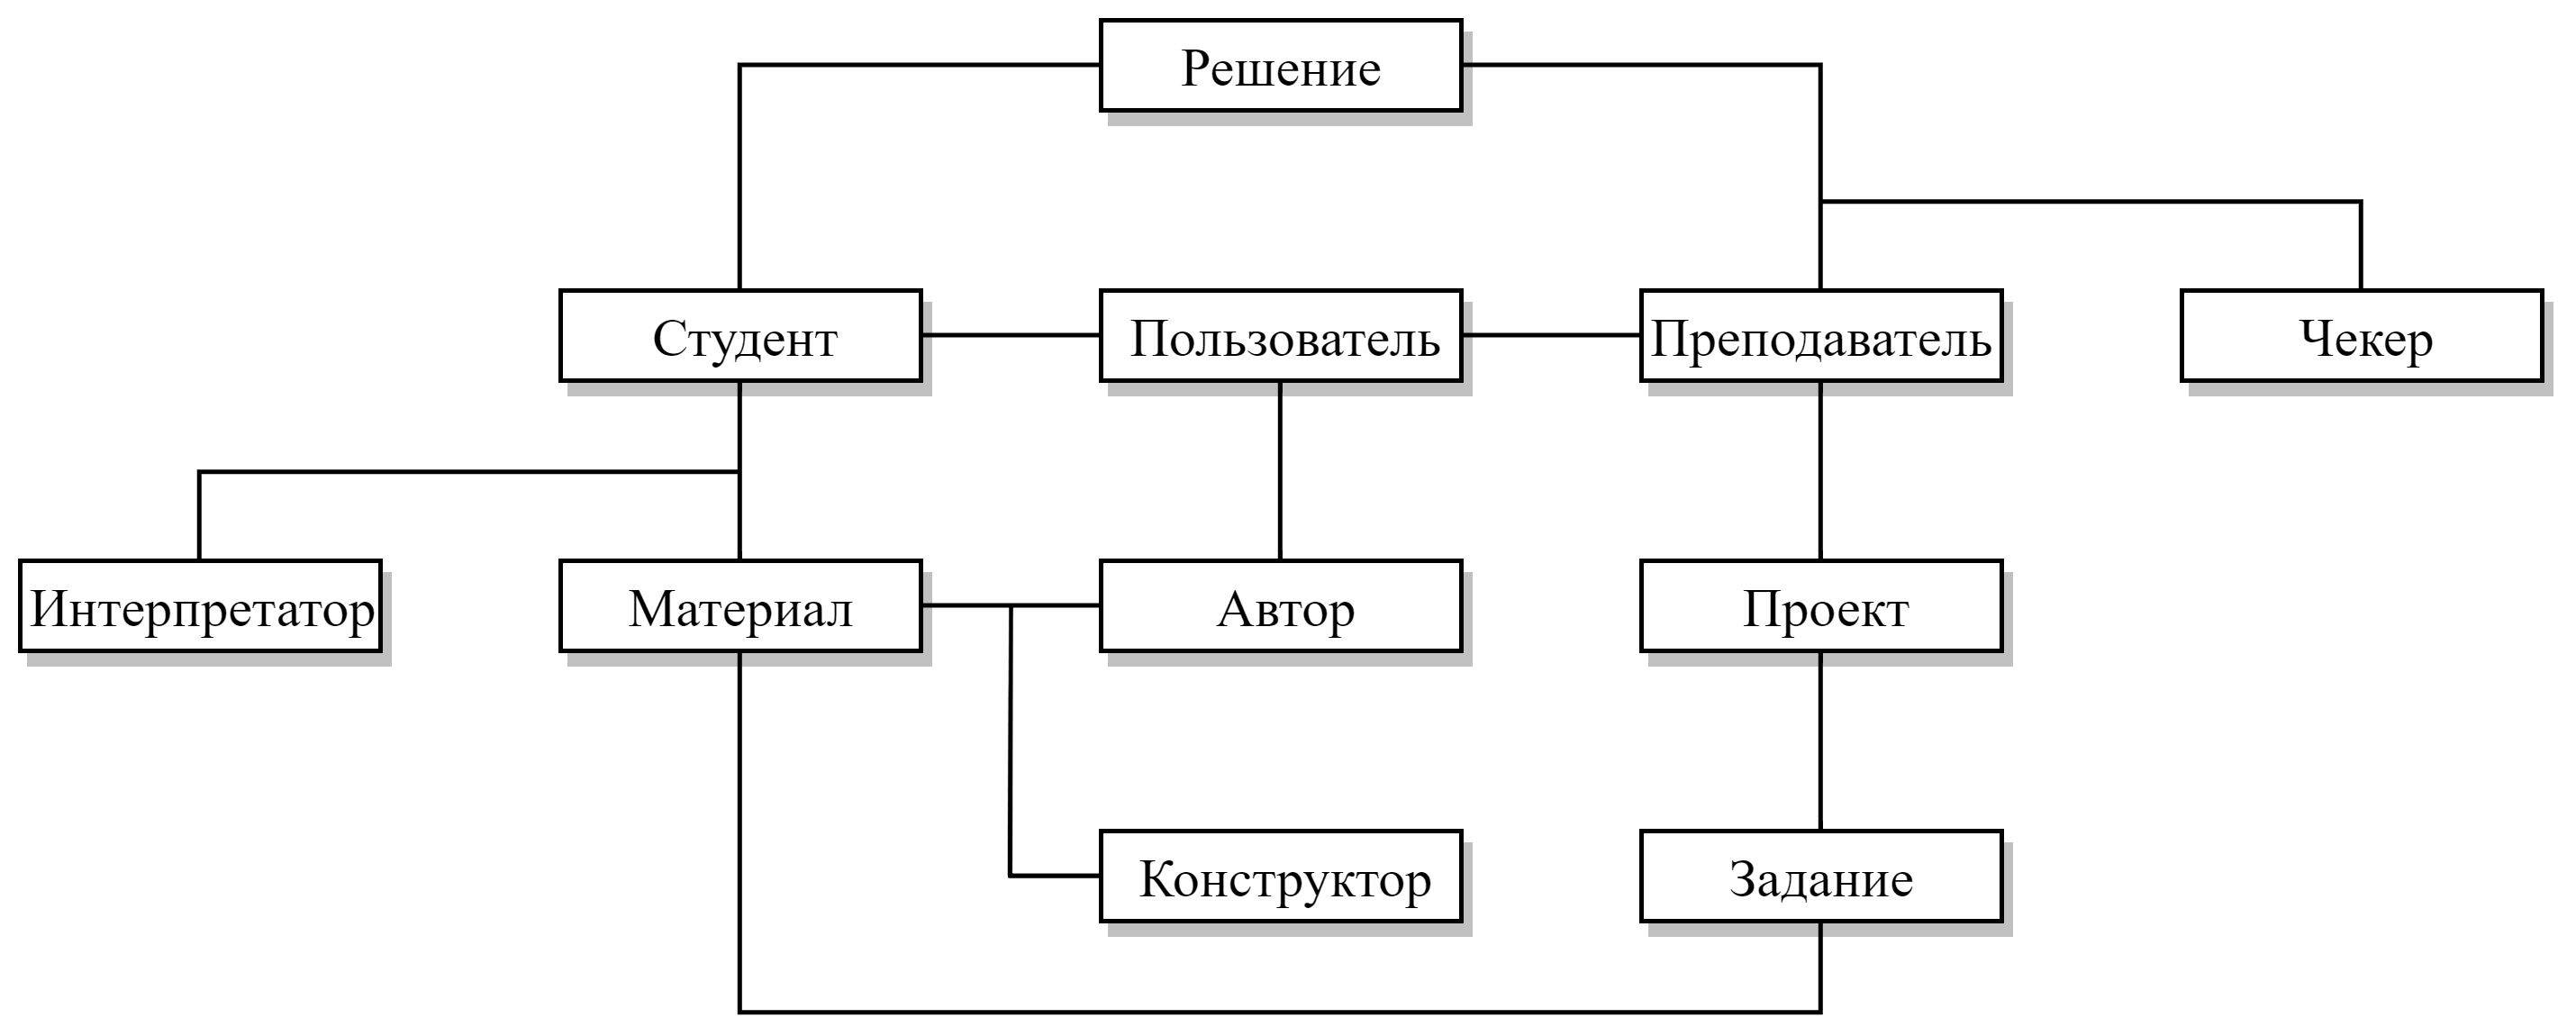 Решение
Студент
Пользователь
Преподаватель
Чекер
Интерпретатор
Материал
Автор
Проект
Конструктор
Задание